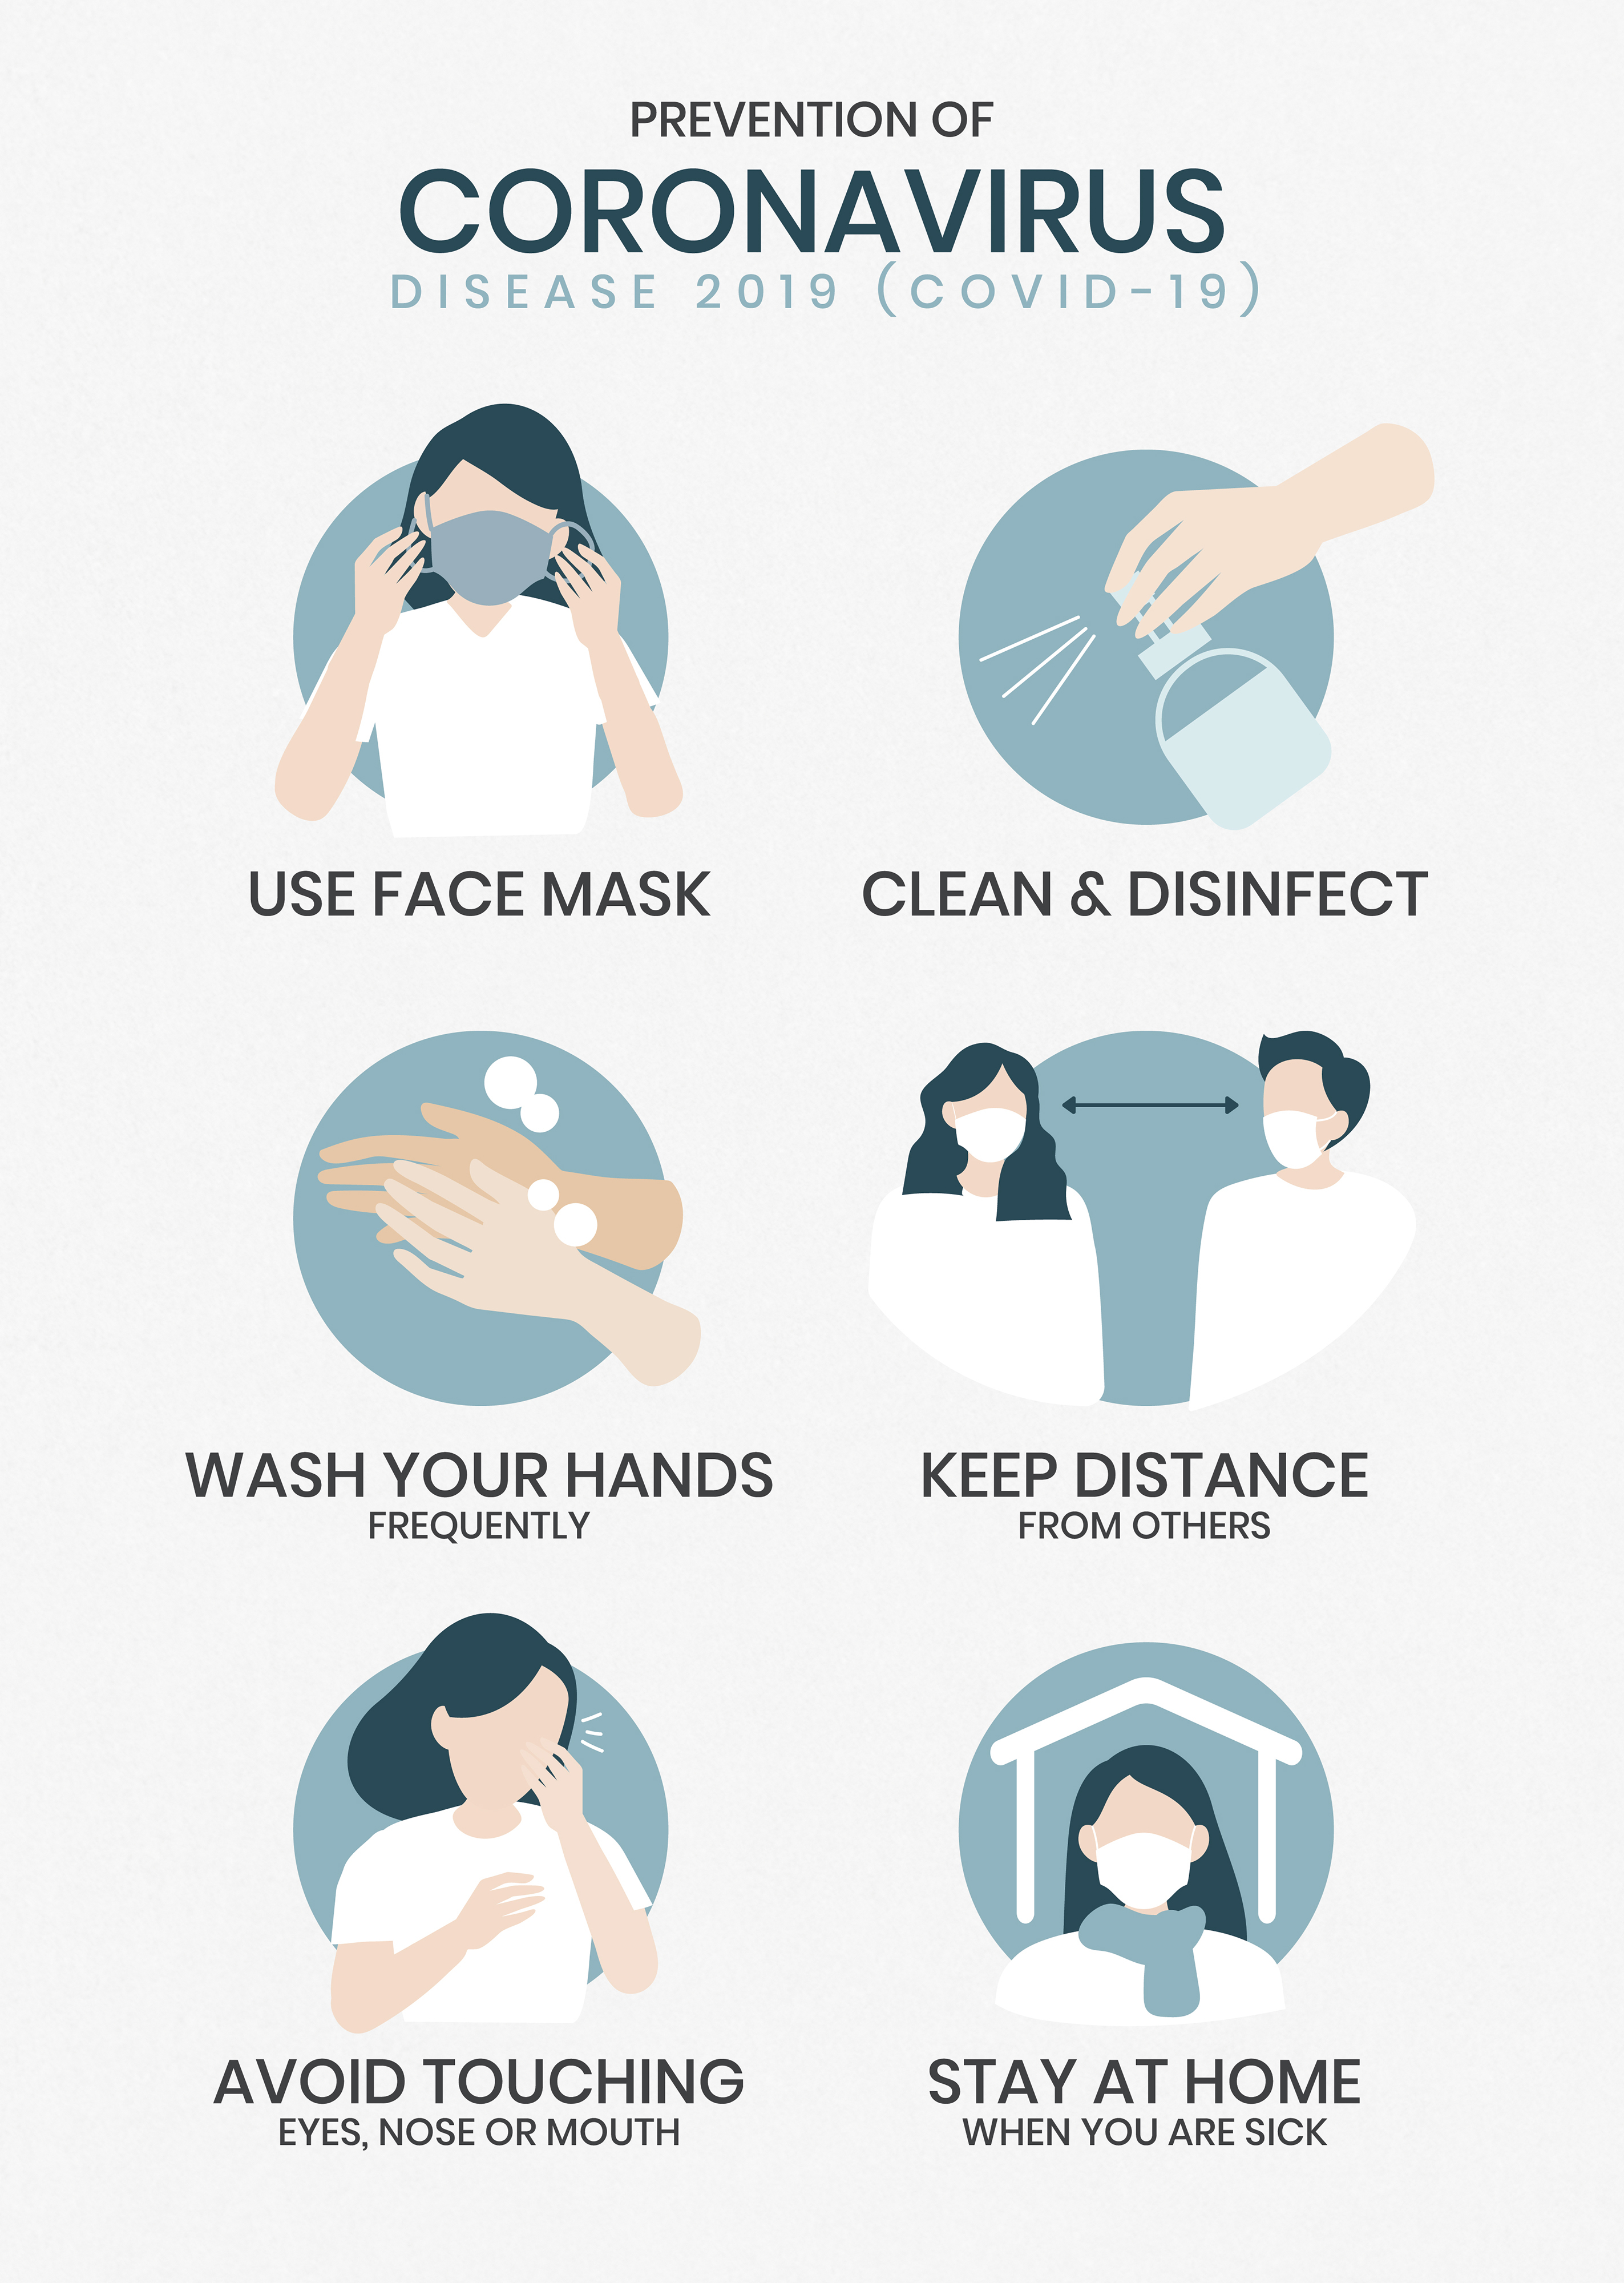 PREVENTION OF
CORONAVIRUS
DISEASE 2019 (COVID-19)
USE FACE MASK
CLEAN & DISINFECT
WASH YOUR HANDS
FREQUENTLY
KEEP DISTANCE
FROM OTHERS
AVOID TOUCHING
EYES, NOSE OR MOUTH
STAY AT HOME
WHEN YOU ARE SICK